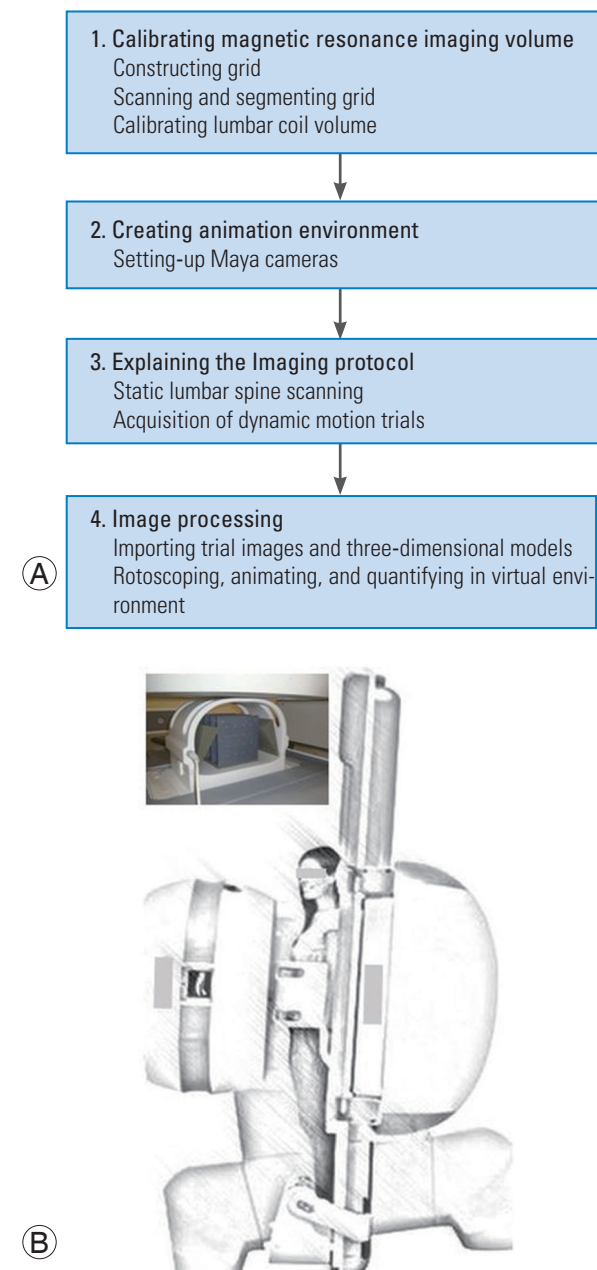 1. Calibrating magnetic resonance imaging volume
Constructing grid
Scanning and segmenting grid
Calibrating lumbar coil volume
2. Creating animation environment
Setting-up Maya cameras
3. Explaining the Imaging protocol
Static lumbar spine scanning
Acquisition of dynamic motion trials
4. Image processing
Importing trial images and three-dimensional models
Rotoscoping, animating, and quantifying in virtual envi-
ronment
A
B